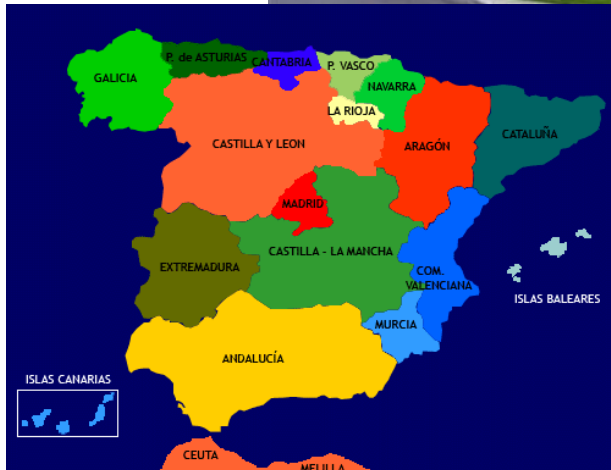 P. de ASTURIAS
CANTABRIA
P. VASCO
GALICIA
NAVARRA
LA RIOJA
CATALUÑA
CASTILLA Y LEON
ARAGÓN
MADRID
CASTILLA - LA MANCHA
EXTREMADURA
COM.
VALENCIANA
ISLAS BALEARES
MURCIA
ANDALUCÍA
ISLAS CANARIAS
CEUTA
MELILLA